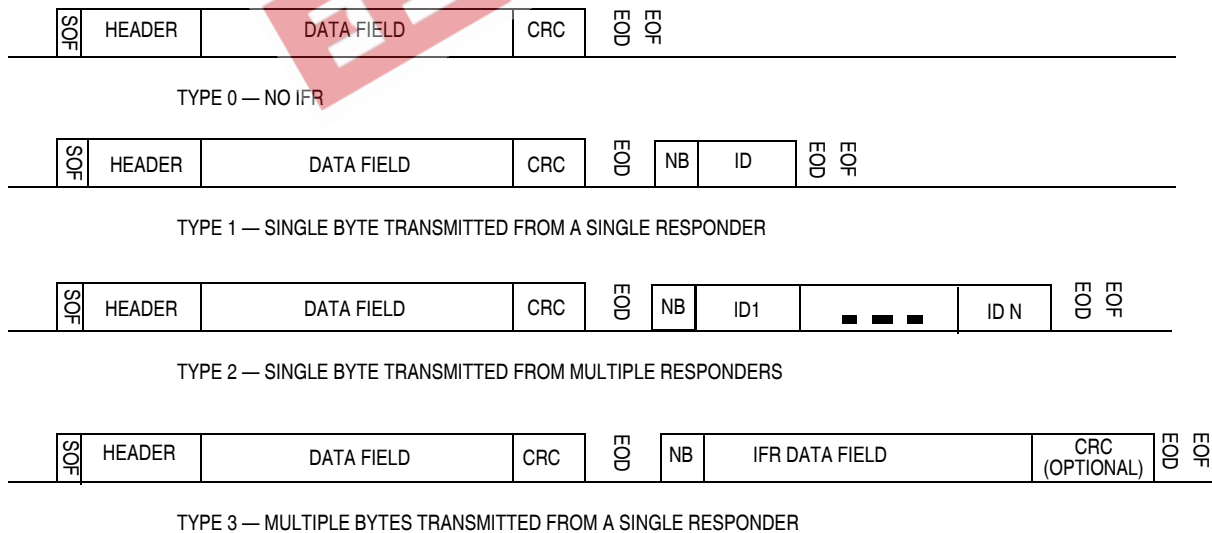 SOF HEADER DATA FIELD CRC EOD EOF
TYPE 0 — NO IFR
SOF HEADER DATA FIELD CRC EOD NB ID EOD EOF
TYPE 1 — SINGLE BYTE TRANSMITTED FROM A SINGLE RESPONDER
SOF HEADER DATA FIELD CRC EOD NB ID1 ID N EOD EOF
TYPE 2 — SINGLE BYTE TRANSMITTED FROM MULTIPLE RESPONDERS
SOF HEADER DATA FIELD CRC EOD NB IFR DATA FIELD CRC (OPTIONAL) EOD EOF
TYPE 3 — MULTIPLE BYTES TRANSMITTED FROM A SINGLE RESPONDER